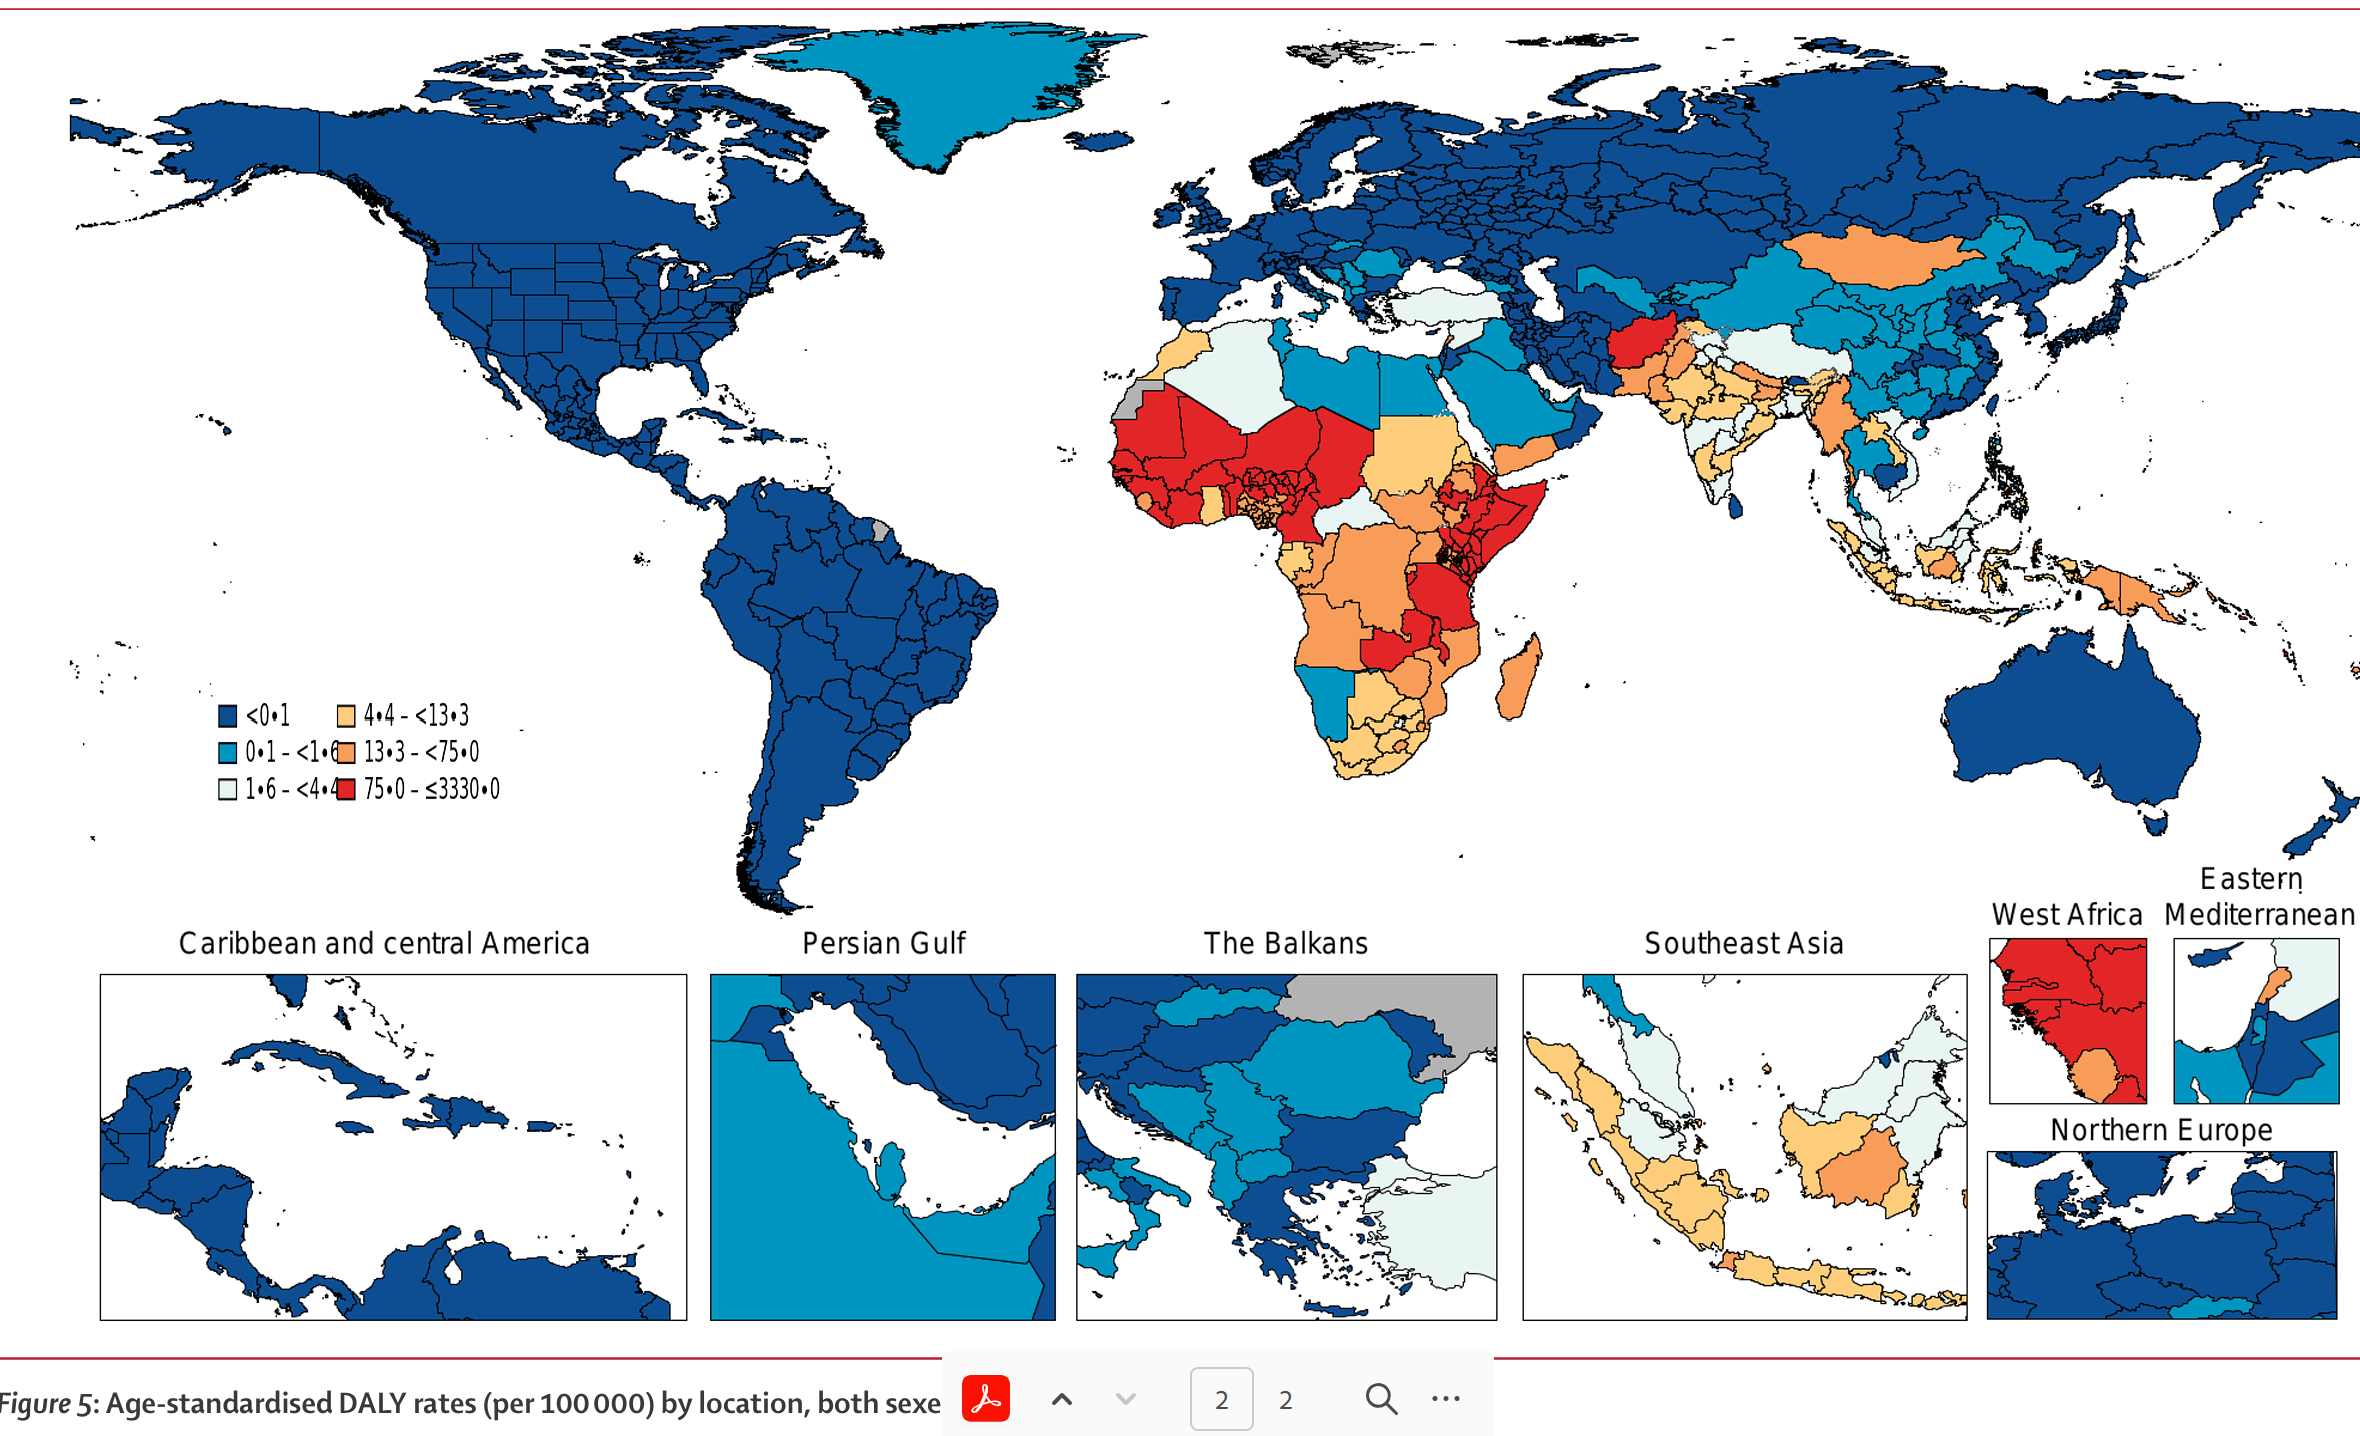 <0•1
4•4 – <13•3
0•1 – <1•6
13•3 – <75•0
1•6 – <4•4
75•0 – ≤3330•0
Eastern
West Africa
Mediterranean
Caribbean and central America
Persian Gulf
The Balkans
Southeast Asia
Northern Europe
Figure 5: Age-standardised DALY rates (per 100 000) by location, both sexe
2
2